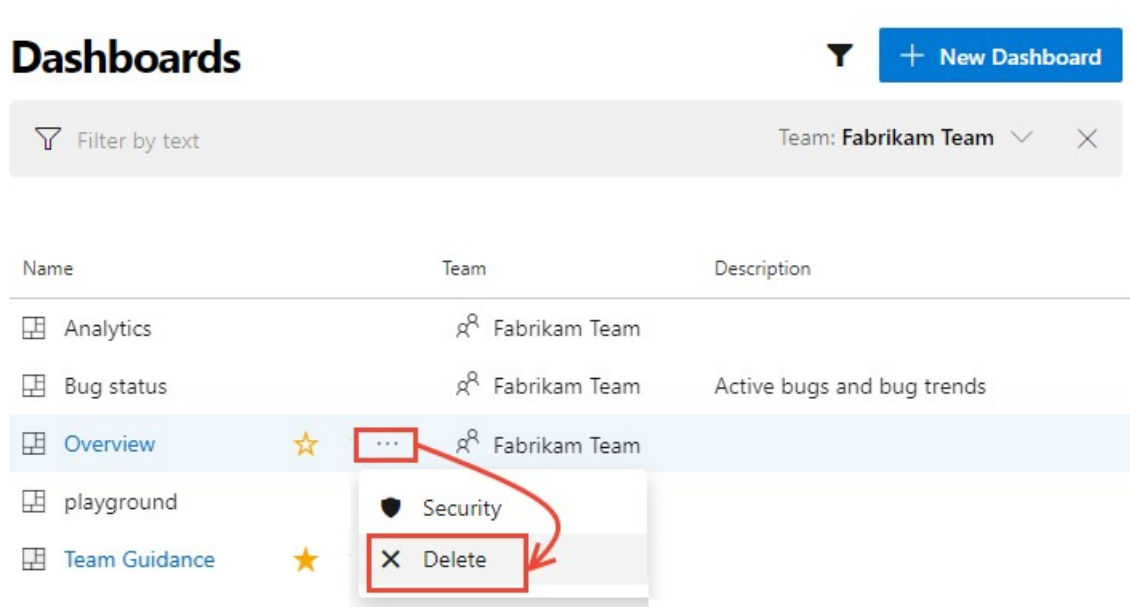 Dashboards
New Dashboard
Filter by text Team: Fabrikam Team
Name Team Description
Analytics Fabrikam Team
Bug status Fabrikam Team Active bugs and bug trends
Overview ... Fabrikam Team
playground
Security
Team Guidance
Delete